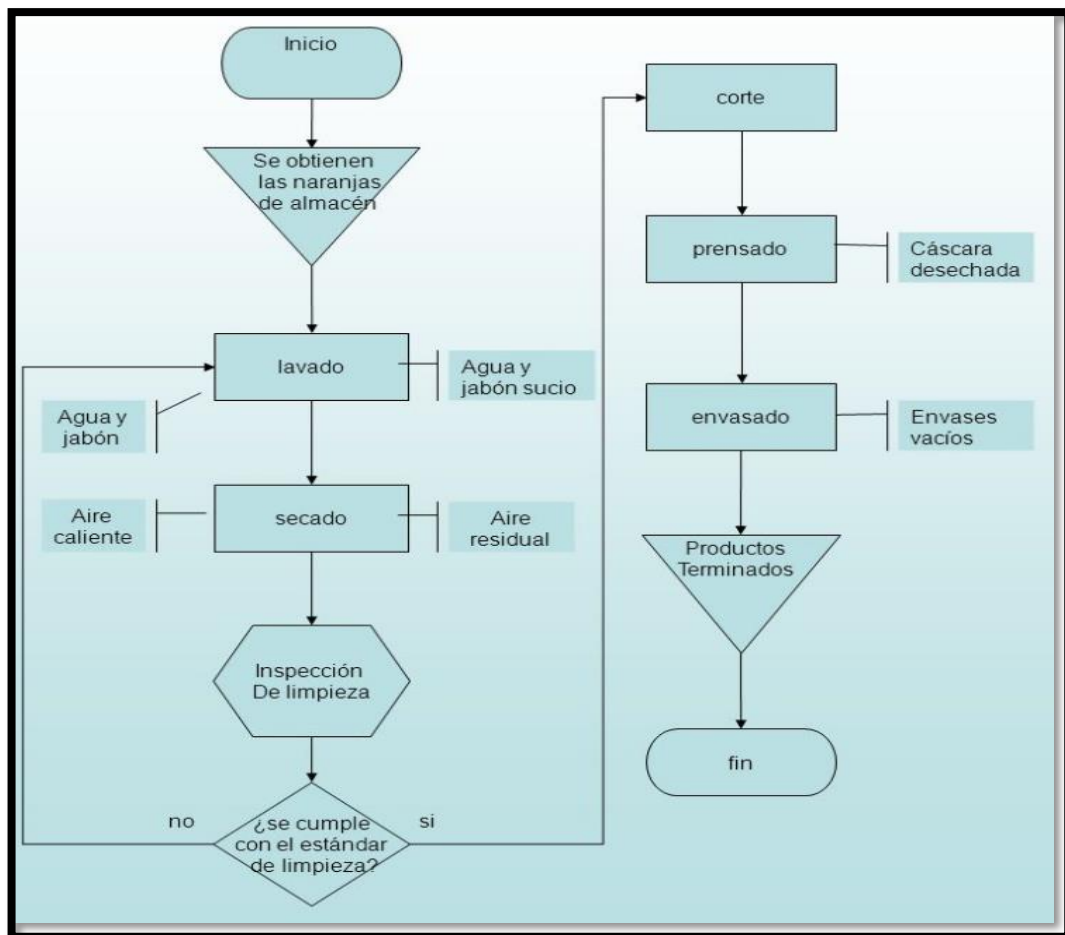 Inicio
Se obtienen
las naranjas
de almacén
lavado
Agua y
jabón sucio
Agua y
jabón
secado
Aire
caliente
Aire
residual
Inspección
De limpieza
¿se cumple
con el estándar
de limpieza?
no
si
corte
prensado
Cáscara
desechada
envasado
Envases
vacíos
Productos
Terminados
fin